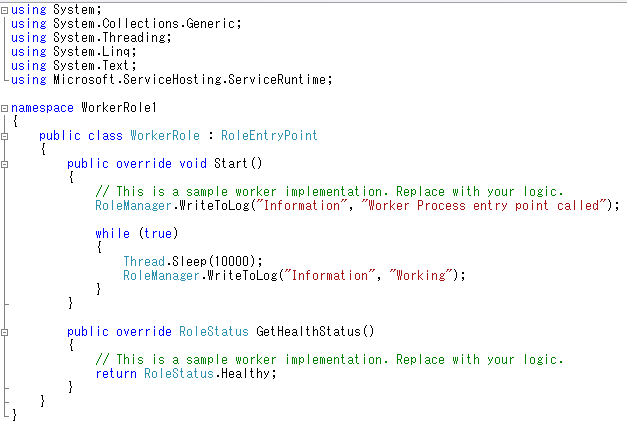 using System;
using System.Collections.Generic;
using System.Threading;
using System.Linq;
using System.Text;
using Microsoft.ServiceHosting.ServiceRuntime;

namespace WorkerRole1
{
    public class WorkerRole : RoleEntryPoint
    {
        public override void Start()
        {
            // This is a sample worker implementation. Replace with your logic.
            RoleManager.WriteToLog("Information", "Worker Process entry point called");

            while (true)
            {
                Thread.Sleep(10000);
                RoleManager.WriteToLog("Information", "Working");
            }
        }

        public override RoleStatus GetHealthStatus()
        {
            // This is a sample worker implementation. Replace with your logic.
            return RoleStatus.Healthy;
        }
    }
}